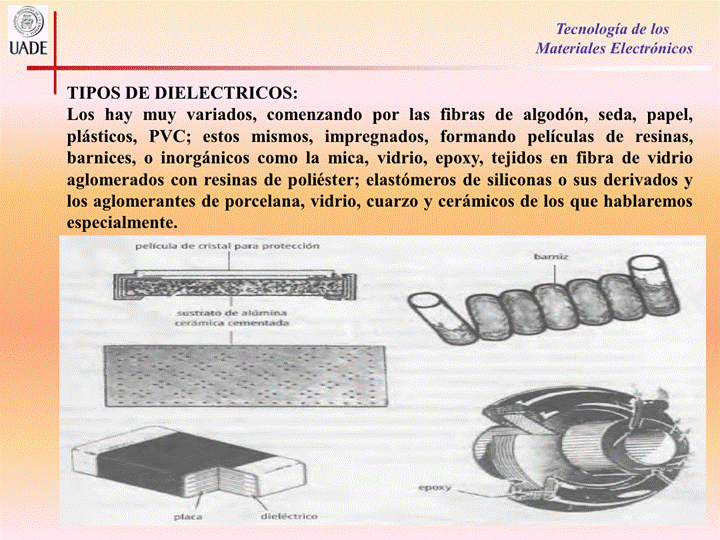 UADE
Tecnología de los
Materiales Electrónicos
TIPOS DE DIELECTRICOS:
Los hay muy variados, comenzando por las fibras de algodón, seda, papel,
plásticos, PVC; estos mismos, impregnados, formando películas de resinas,
barnices, o inorgánicos como la mica, vidrio, epoxy, tejidos en fibra de vidrio
aglomerados con resinas de poliéster; elastómeros de siliconas o sus derivados y
los aglomerantes de porcelana, vidrio, cuarzo y cerámicos de los que hablaremos
especialmente.
película de cristal para protección
barniz
sustrato de alúmina
cerámica cementada
epoxy
placa
dieléctrico